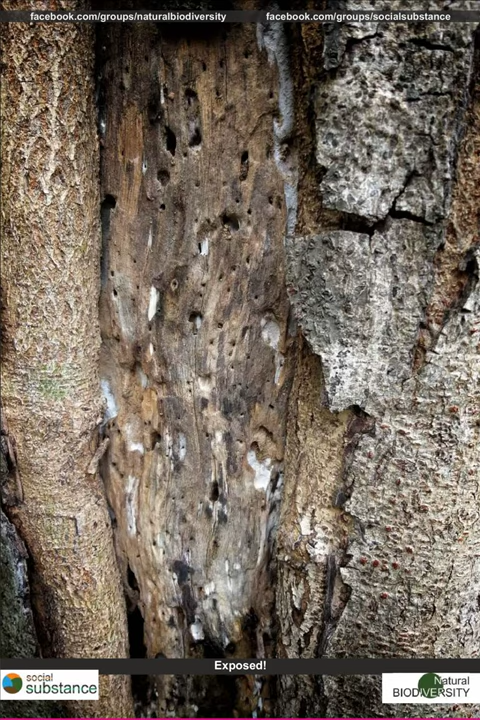 facebook.com/groups/naturalbiodiversity facebook.com/groups/socialsubstance
Exposed!
social
substance
Natural
BIODIVERSITY